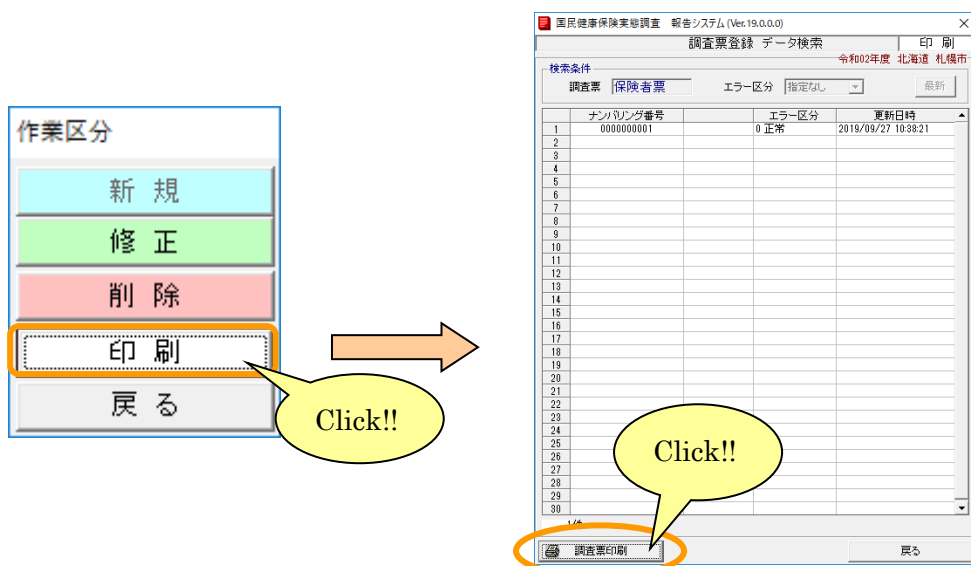 作業区分
新 規
修 正
削 除
印 刷
戻 る
Click!!
国民健康保険実態調査 報告システム (Ver.19.0.0.0)
調査票登録 データ検索
印 刷
令和02年度 北海道 札幌市
検索条件
調査票 保険者票 エラー区分 指定なし 最新
ナンバリング番号 エラー区分 更新日時
1 0000000001 0 正常 2019/09/27 10:38:21
2
3
4
5
6
7
8
9
10
11
12
13
14
15
16
17
18
19
20
21
22
23
24
25
26
27
28
29
30
Click!!
調査票印刷
戻る